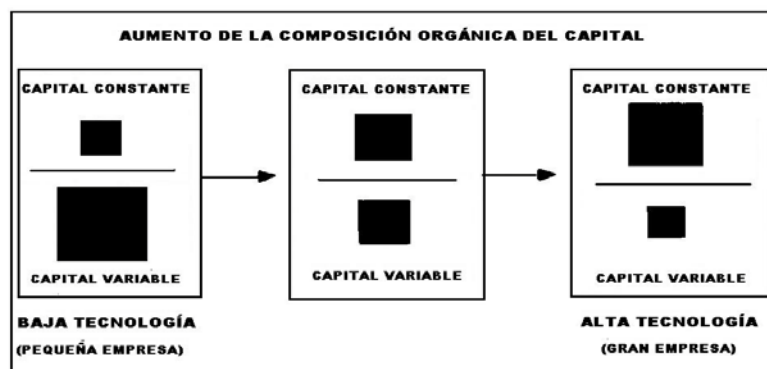 AUMENTO DE LA COMPOSICIÓN ORGÁNICA DEL CAPITAL
CAPITAL CONSTANTE
CAPITAL VARIABLE
BAJA TECNOLOGÍA
(PEQUEÑA EMPRESA)
CAPITAL CONSTANTE
CAPITAL VARIABLE
CAPITAL CONSTANTE
CAPITAL VARIABLE
ALTA TECNOLOGÍA
(GRAN EMPRESA)